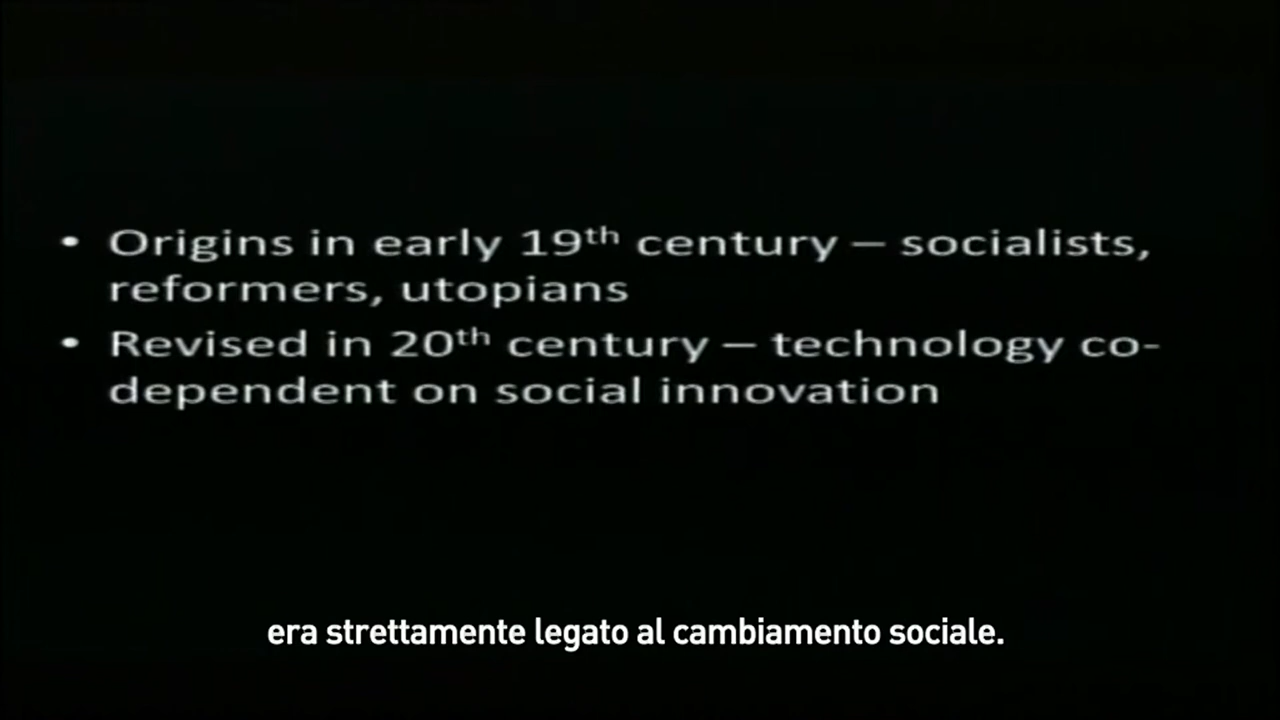 • Origins in early 19th century – socialists,
reformers, utopians
• Revised in 20th century – technology co-
dependent on social innovation
era strettamente legato al cambiamento sociale.